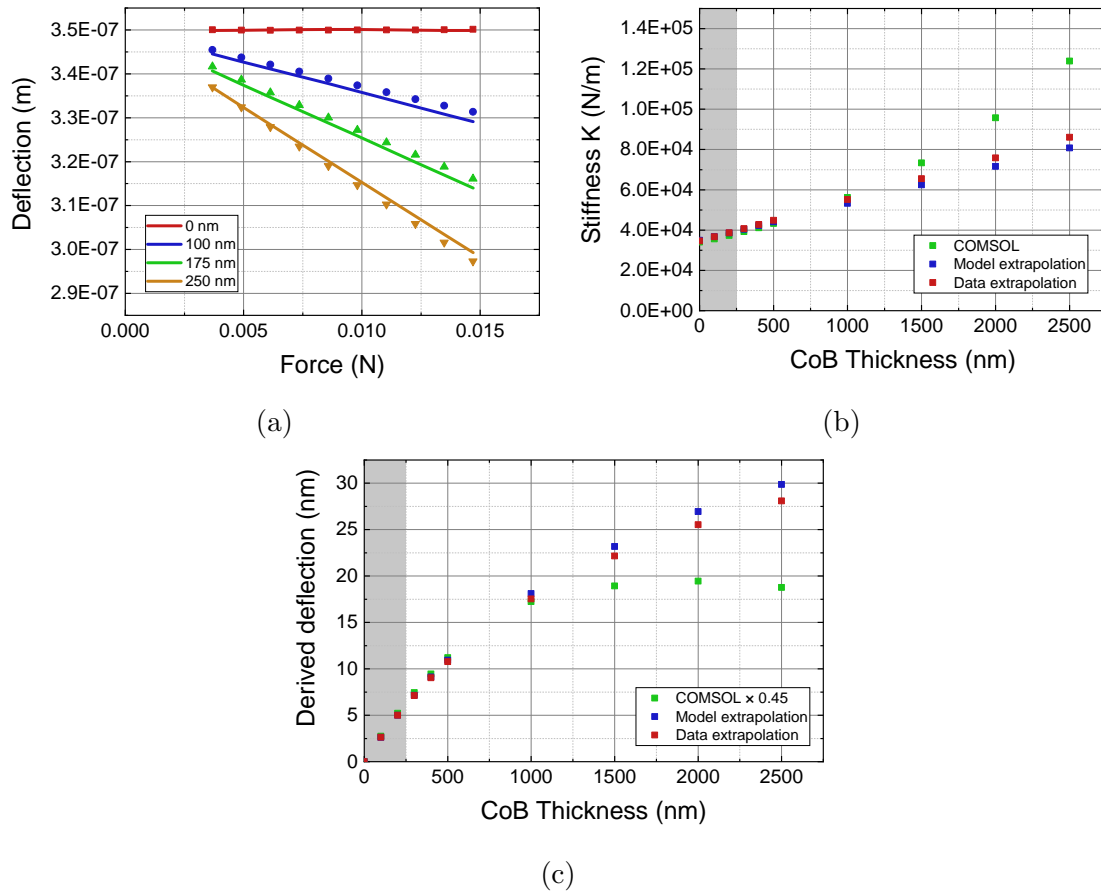 3.5E-07
3.4E-07
3.3E-07
3.2E-07
3.1E-07
3.0E-07
2.9E-07
Deflection (m)
0 nm
100 nm
175 nm
250 nm
0.000
0.005
0.010
0.015
Force (N)
(a)
1.4E+05
1.2E+05
1.0E+05
8.0E+04
6.0E+04
4.0E+04
2.0E+04
0.0E+00
Stiffness K (N/m)
COMSOL
Model extrapolation
Data extrapolation
0
500
1000
1500
2000
2500
CoB Thickness (nm)
(b)
30
25
20
15
10
5
0
Derived deflection (nm)
COMSOL × 0.45
Model extrapolation
Data extrapolation
0
500
1000
1500
2000
2500
CoB Thickness (nm)
(c)